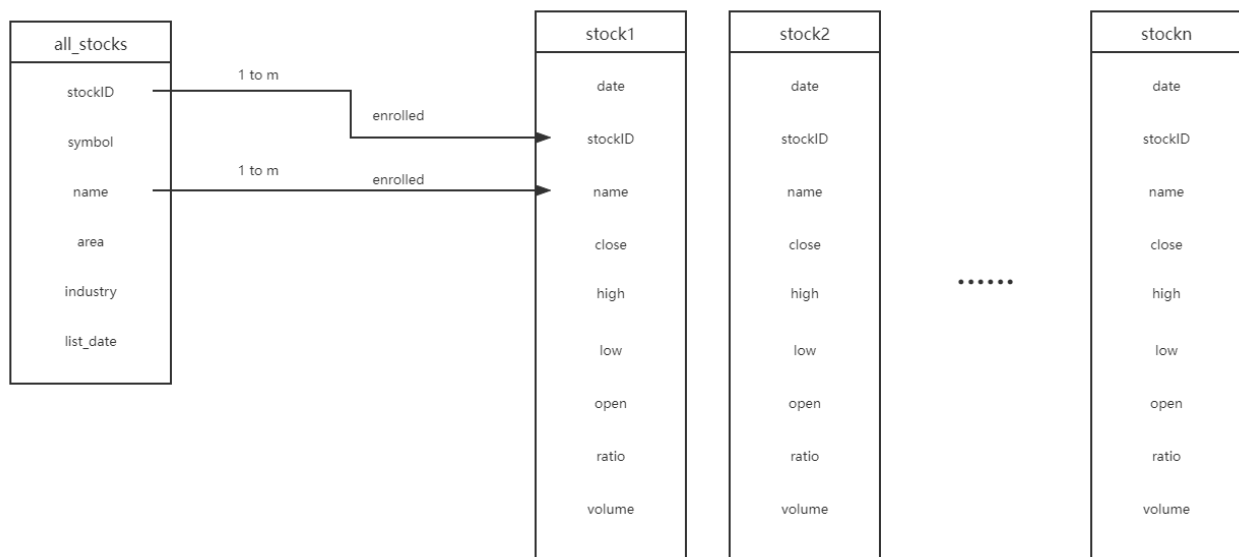 all_stocks
stockID
symbol
name
area
industry
list_date
1 to m
enrolled
1 to m
enrolled
stock1
date
stockID
name
close
high
low
open
ratio
volume
stock2
date
stockID
name
close
high
low
open
ratio
volume
......
stockn
date
stockID
name
close
high
low
open
ratio
volume